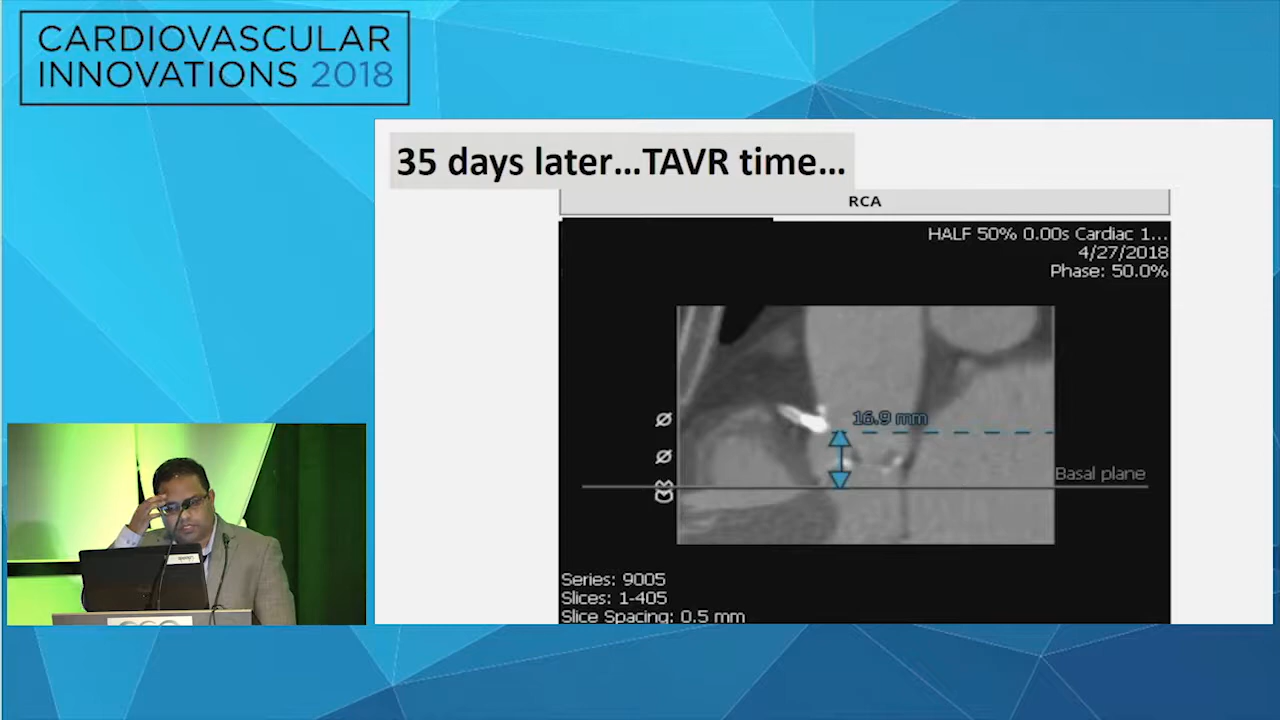 CARDIOVASCULAR
INNOVATIONS 2018
35 days later...TAVR time...
RCA
HALF 50% 0.00s Cardiac 1...
4/27/2018
Phase: 50.0%
16.9 mm
Basal plane
Series: 9005
Slices: 1-405
Slice Spacing: 0.5 mm